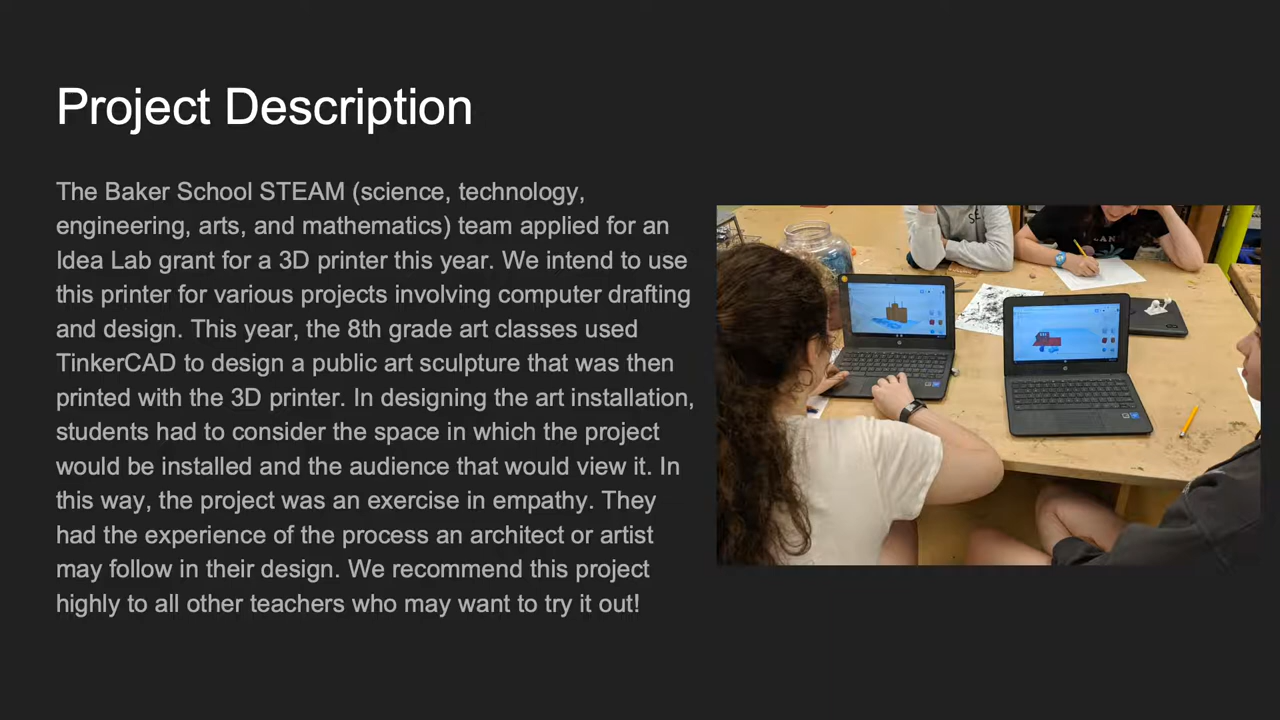 Project Description
The Baker School STEAM (science, technology,
engineering, arts, and mathematics) team applied for an
Idea Lab grant for a 3D printer this year. We intend to use
this printer for various projects involving computer drafting
and design. This year, the 8th grade art classes used
TinkerCAD to design a public art sculpture that was then
printed with the 3D printer. In designing the art installation,
students had to consider the space in which the project
would be installed and the audience that would view it. In
this way, the project was an exercise in empathy. They
had the experience of the process an architect or artist
may follow in their design. We recommend this project
highly to all other teachers who may want to try it out!